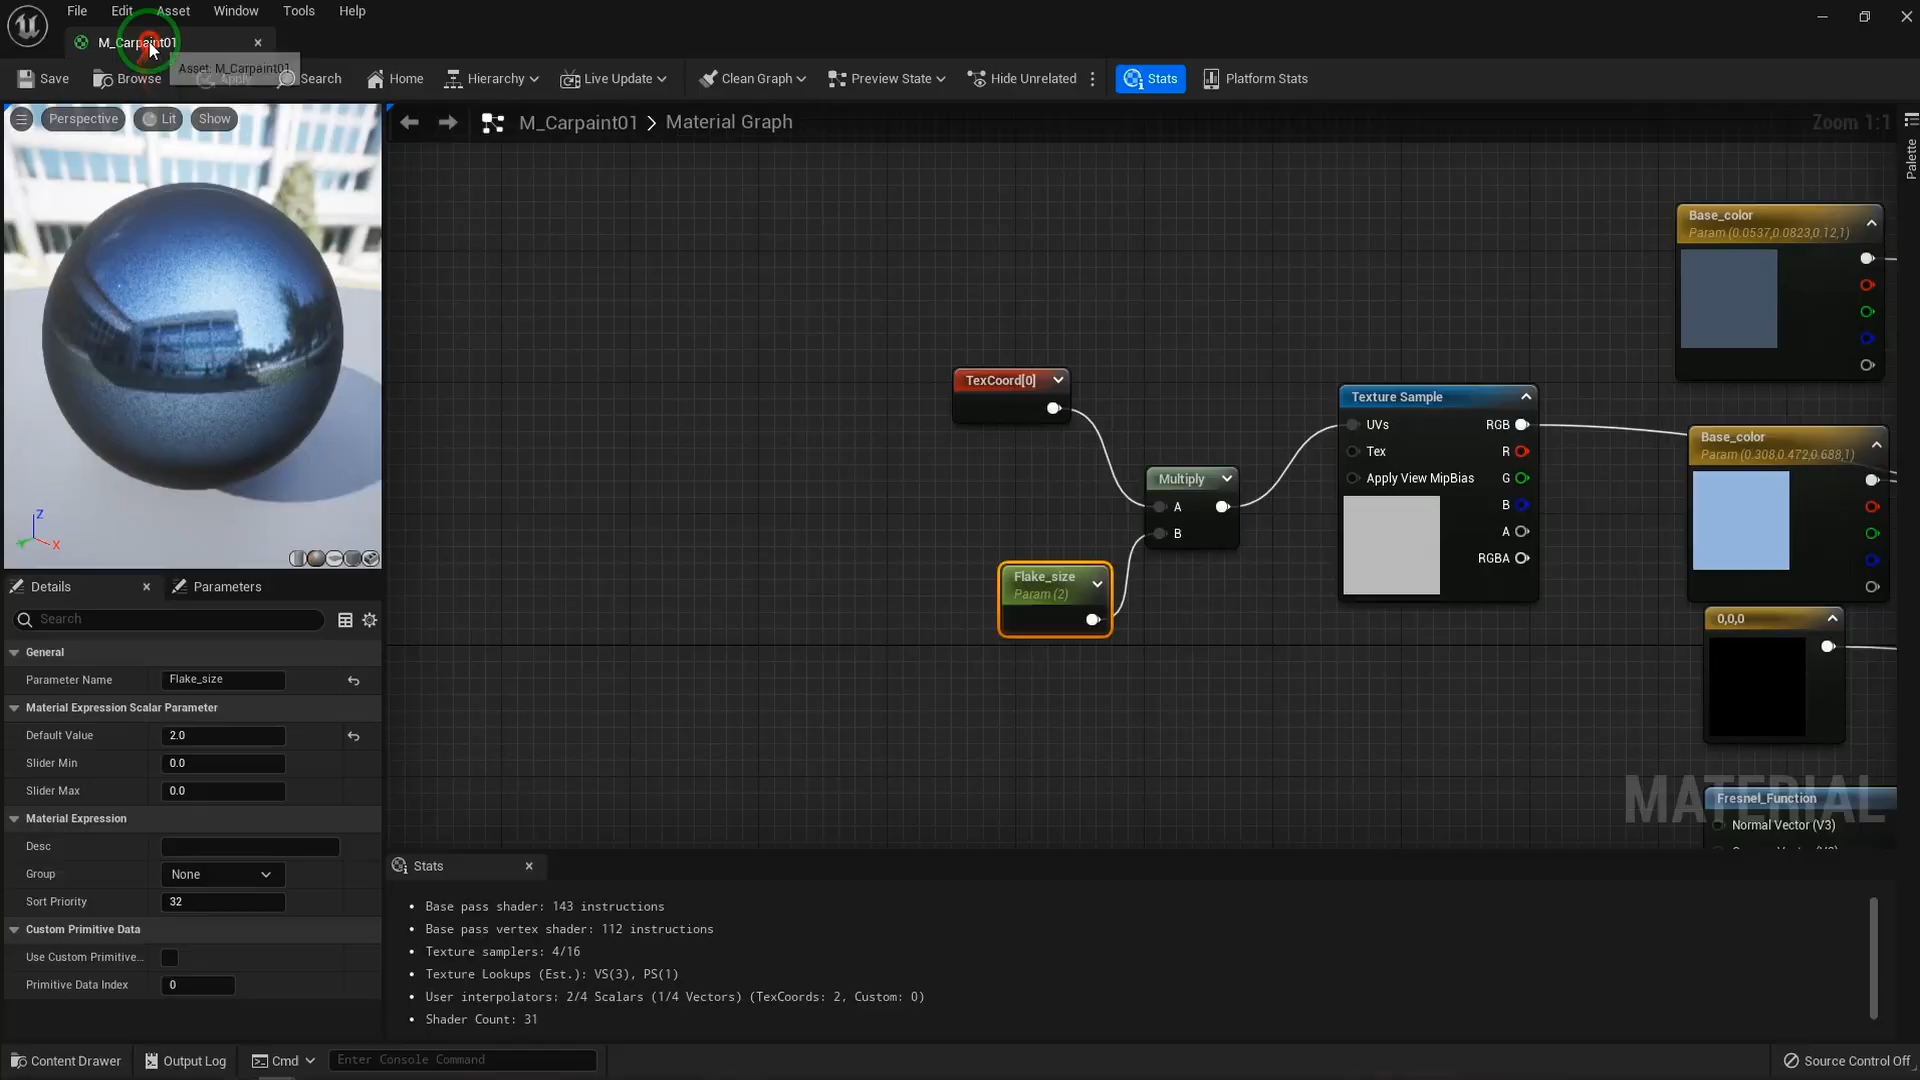 File Edit Asset Window Tools Help
M_Carpaint01
Asset: M_Carpaint01
Save Browse Apply Search Home Hierarchy Live Update Clean Graph Preview State Hide Unrelated Stats Platform Stats
Perspective Lit Show
M_Carpaint01 > Material Graph
Zoom 1:1
Palette
Base_color
Param (0.0537,0.0823,0.12,1)
TexCoord[0]
Texture Sample
UVs RGB
Tex R
Apply View MipBias G
B
A
RGBA
Base_color
Param (0.308,0.472,0.688,1)
Multiply
A
B
Flake_size
Param (2)
0,0,0
MATERIAL
Fresnel_Function
Normal Vector (V3)
Z
X
Details Parameters
Search
General
Parameter Name Flake_size
Material Expression Scalar Parameter
Default Value 2.0
Slider Min 0.0
Slider Max 0.0
Material Expression
Desc
Group None
Sort Priority 32
Custom Primitive Data
Use Custom Primitive...
Primitive Data Index 0
Stats
• Base pass shader: 143 instructions
• Base pass vertex shader: 112 instructions
• Texture samplers: 4/16
• Texture Lookups (Est.): VS(3), PS(1)
• User interpolators: 2/4 Scalars (1/4 Vectors) (TexCoords: 2, Custom: 0)
• Shader Count: 31
Content Drawer Output Log Cmd Enter Console Command Source Control Off